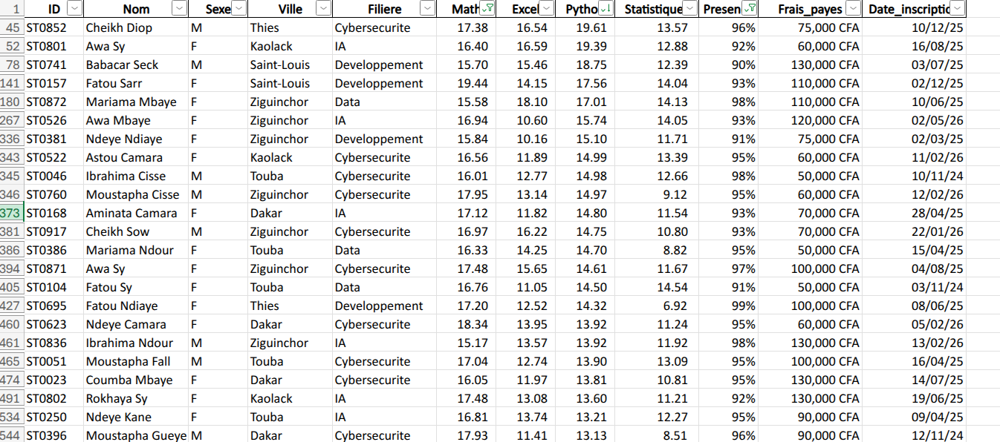 1 ID Nom Sexe Ville Filiere Math Excel Pytho Statistique Presen Frais_payes Date_inscriptio
45 ST0852 Cheikh Diop M Thies Cybersecurite 17.38 16.54 19.61 13.57 96% 75,000 CFA 10/12/25
52 ST0801 Awa Sy F Kaolack IA 16.40 16.59 19.39 12.88 92% 60,000 CFA 16/08/25
78 ST0741 Babacar Seck M Saint-Louis Developpement 15.70 15.46 18.75 12.39 90% 130,000 CFA 03/07/25
141 ST0157 Fatou Sarr F Saint-Louis Developpement 19.44 14.15 17.56 14.04 93% 110,000 CFA 02/12/25
180 ST0872 Mariama Mbaye F Ziguinchor Data 15.58 18.10 17.01 14.13 98% 110,000 CFA 10/06/25
267 ST0526 Awa Mbaye F Ziguinchor IA 16.94 10.60 15.74 14.05 93% 120,000 CFA 02/05/26
336 ST0381 Ndeye Ndiaye F Ziguinchor Developpement 15.84 10.16 15.10 11.71 91% 75,000 CFA 02/03/25
343 ST0522 Astou Camara F Kaolack Cybersecurite 16.56 11.89 14.99 13.39 95% 60,000 CFA 11/02/26
345 ST0046 Ibrahima Cisse M Touba Cybersecurite 16.01 12.77 14.98 12.66 98% 50,000 CFA 10/11/24
346 ST0760 Moustapha Cisse M Ziguinchor Cybersecurite 17.95 13.14 14.97 9.12 95% 60,000 CFA 12/02/26
373 ST0168 Aminata Camara F Dakar IA 17.12 11.82 14.80 11.54 93% 70,000 CFA 28/04/25
381 ST0917 Cheikh Sow M Ziguinchor Cybersecurite 16.97 16.22 14.75 10.80 93% 70,000 CFA 22/01/26
386 ST0386 Mariama Ndour F Touba Data 16.33 14.25 14.70 8.82 95% 50,000 CFA 15/04/25
394 ST0871 Awa Sy F Ziguinchor Cybersecurite 17.48 15.65 14.61 11.67 97% 100,000 CFA 04/08/25
405 ST0104 Fatou Sy F Touba Data 16.76 11.05 14.50 14.54 91% 50,000 CFA 03/11/24
427 ST0695 Fatou Ndiaye F Thies Developpement 17.20 12.52 14.32 6.92 99% 100,000 CFA 08/06/25
460 ST0623 Ndeye Camara F Dakar Cybersecurite 18.34 13.95 13.92 11.24 95% 60,000 CFA 05/02/26
461 ST0836 Ibrahima Ndour M Ziguinchor IA 15.17 13.57 13.92 11.92 98% 130,000 CFA 13/02/26
465 ST0051 Moustapha Fall M Touba Cybersecurite 17.04 12.74 13.90 13.09 95% 100,000 CFA 16/04/25
474 ST0023 Coumba Mbaye F Dakar Cybersecurite 16.05 11.97 13.81 10.81 95% 130,000 CFA 14/07/25
491 ST0802 Rokhaya Sy F Kaolack IA 17.48 13.08 13.60 11.21 92% 130,000 CFA 19/06/25
534 ST0250 Ndeye Kane F Touba IA 16.81 13.74 13.21 12.27 95% 90,000 CFA 09/04/25
544 ST0396 Moustapha Gueye M Dakar Cybersecurite 17.93 11.41 13.13 8.51 96% 90,000 CFA 12/11/24